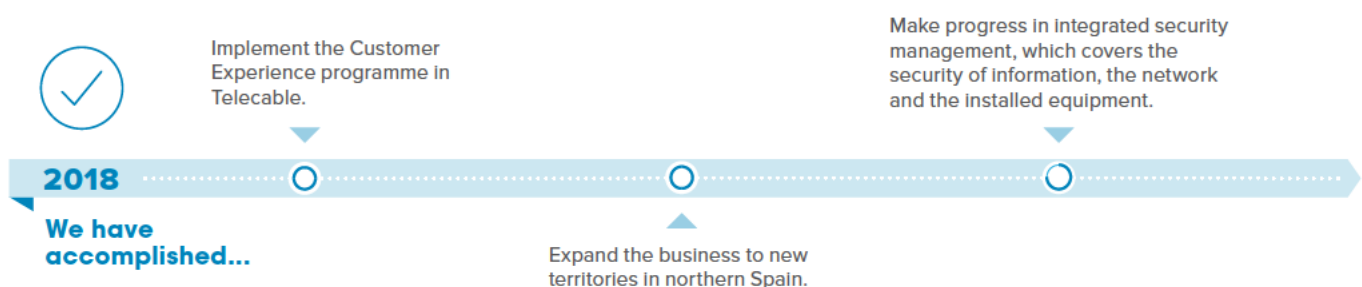 Implement the Customer
Experience programme in
Telecable.
Make progress in integrated security
management, which covers the
security of information, the network
and the installed equipment.
2018
We have
accomplished...
Expand the business to new
territories in northern Spain.